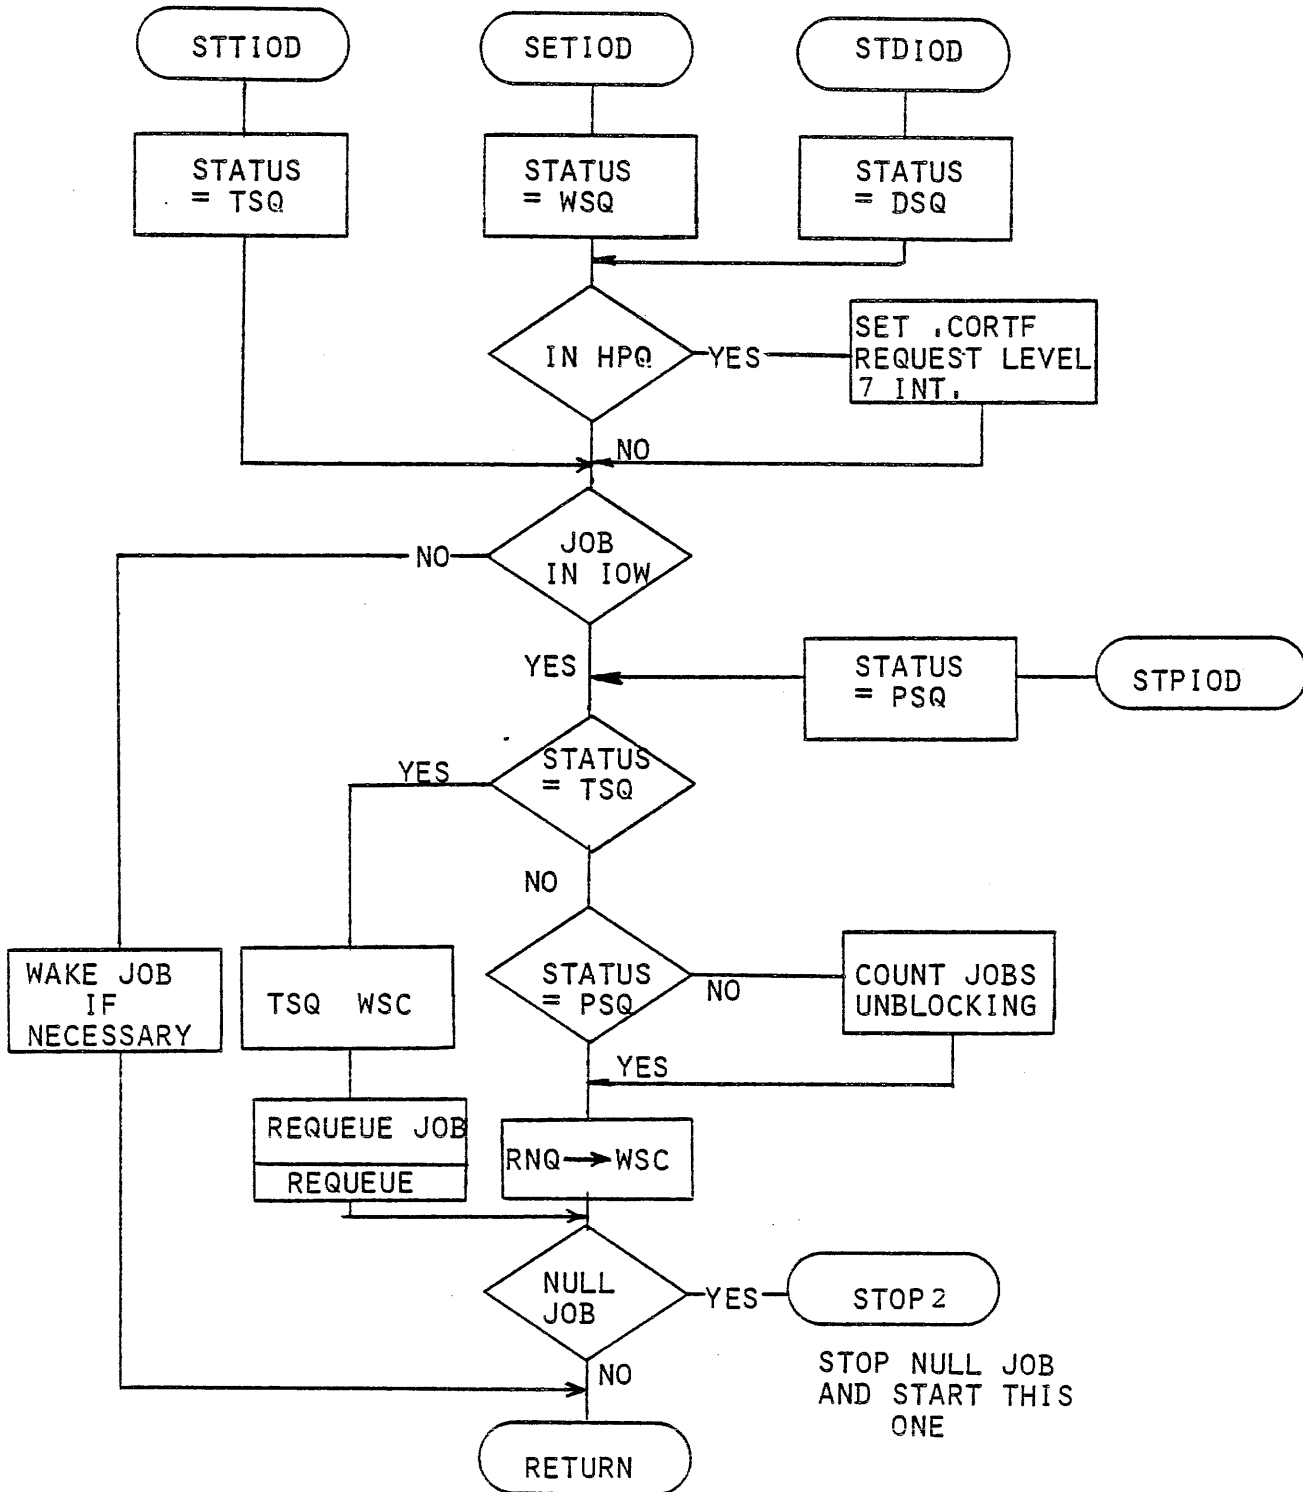 STTIOD
SETIOD
STDIOD
STATUS
= TSQ
STATUS
= WSQ
STATUS
= DSQ
IN HPQ
YES
SET .CORTF
REQUEST LEVEL
7 INT.
NO
JOB
IN IOW
NO
YES
STATUS
= PSQ
STPIOD
STATUS
= TSQ
YES
NO
WAKE JOB
IF
NECESSARY
TSQ WSC
STATUS
= PSQ
NO
COUNT JOBS
UNBLOCKING
YES
REQUEUE JOB
REQUEUE
RNQ → WSC
NULL
JOB
YES
STOP2
STOP NULL JOB
AND START THIS
ONE
NO
RETURN